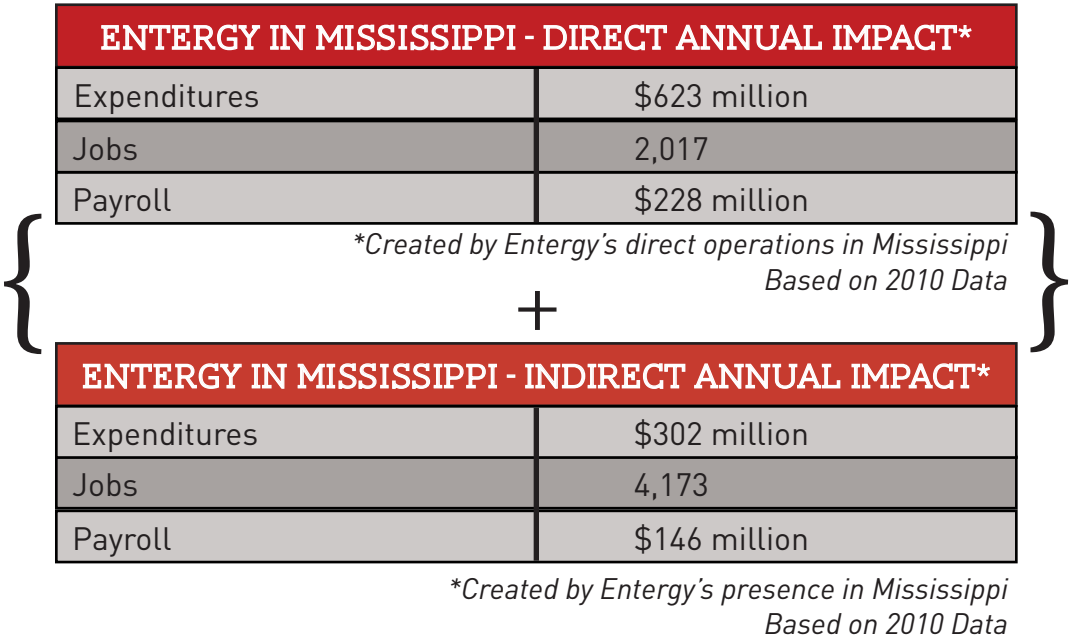 ENTERGY IN MISSISSIPPI - DIRECT ANNUAL IMPACT*
Expenditures $623 million
Jobs 2,017
Payroll $228 million
*Created by Entergy’s direct operations in Mississippi
Based on 2010 Data
+
ENTERGY IN MISSISSIPPI - INDIRECT ANNUAL IMPACT*
Expenditures $302 million
Jobs 4,173
Payroll $146 million
*Created by Entergy’s presence in Mississippi
Based on 2010 Data